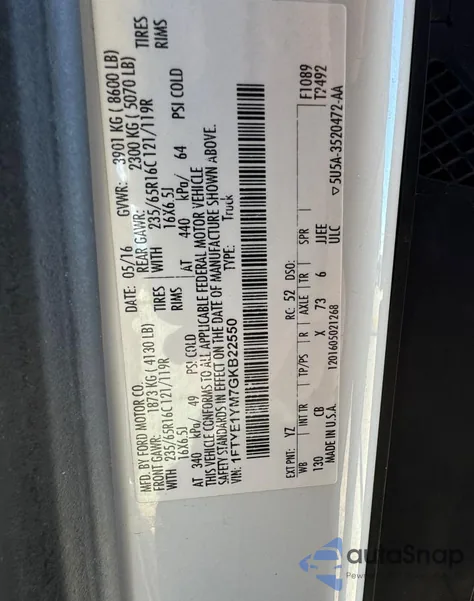 MFD. BY FORD MOTOR CO.
DATE: 05/16 GVWR: 3901 KG ( 8600 LB)
FRONT GAWR: 1873 KG ( 4130 LB) REAR GAWR: 2300 KG ( 5070 LB)
WITH 235/65R16C 121/119R WITH 235/65R16C 121/119R TIRES
16X6.5J RIMS 16X6.5J RIMS
AT 340 kPa/ 49 PSI COLD AT 440 kPa/ 64 PSI COLD
THIS VEHICLE CONFORMS TO ALL APPLICABLE FEDERAL MOTOR VEHICLE
SAFETY STANDARDS IN EFFECT ON THE DATE OF MANUFACTURE SHOWN ABOVE.
VIN: 1FTYE1YM7GKB22550 TYPE: Truck
F1089
T2492
EXT PNT: YZ RC: 52 DSO:
WB INT TR TP/PS R AXLE TR SPR
130 CB X 73 6 JJEE
MADE IN U.S.A. 1201605021268 ULC
▽5U5A-3520472-AA
autoSnap